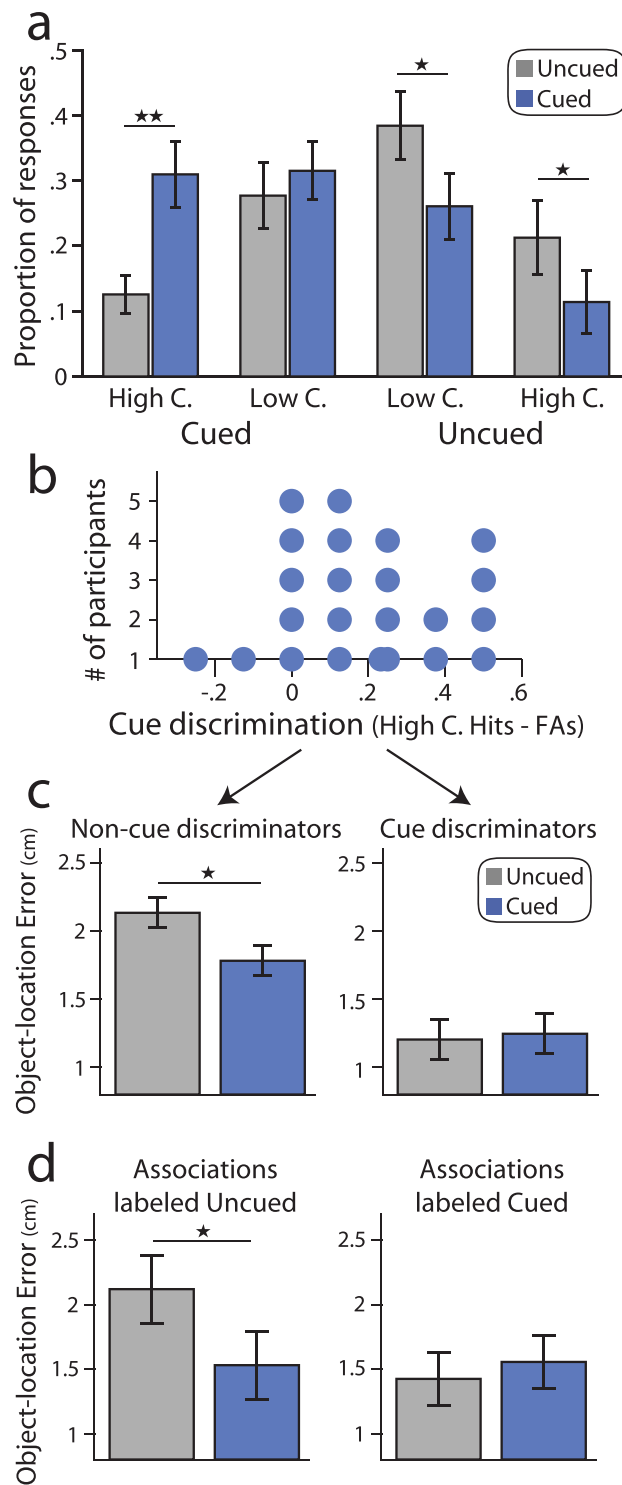 a
Proportion of responses
.5
.4
.3
.2
.1
0
★★
★
★
Uncued
Cued
High C.
Low C.
Low C.
High C.
Cued
Uncued
b
# of participants
5
4
3
2
1
-.2
0
.2
.4
.6
Cue discrimination (High C. Hits - FAs)
c
Non-cue discriminators
Cue discriminators
Object-location Error (cm)
2.5
2
1.5
1
★
2.5
2
1.5
1
Uncued
Cued
d
Associations
labeled Uncued
Associations
labeled Cued
Object-location Error (cm)
2.5
2
1.5
1
★
2.5
2
1.5
1